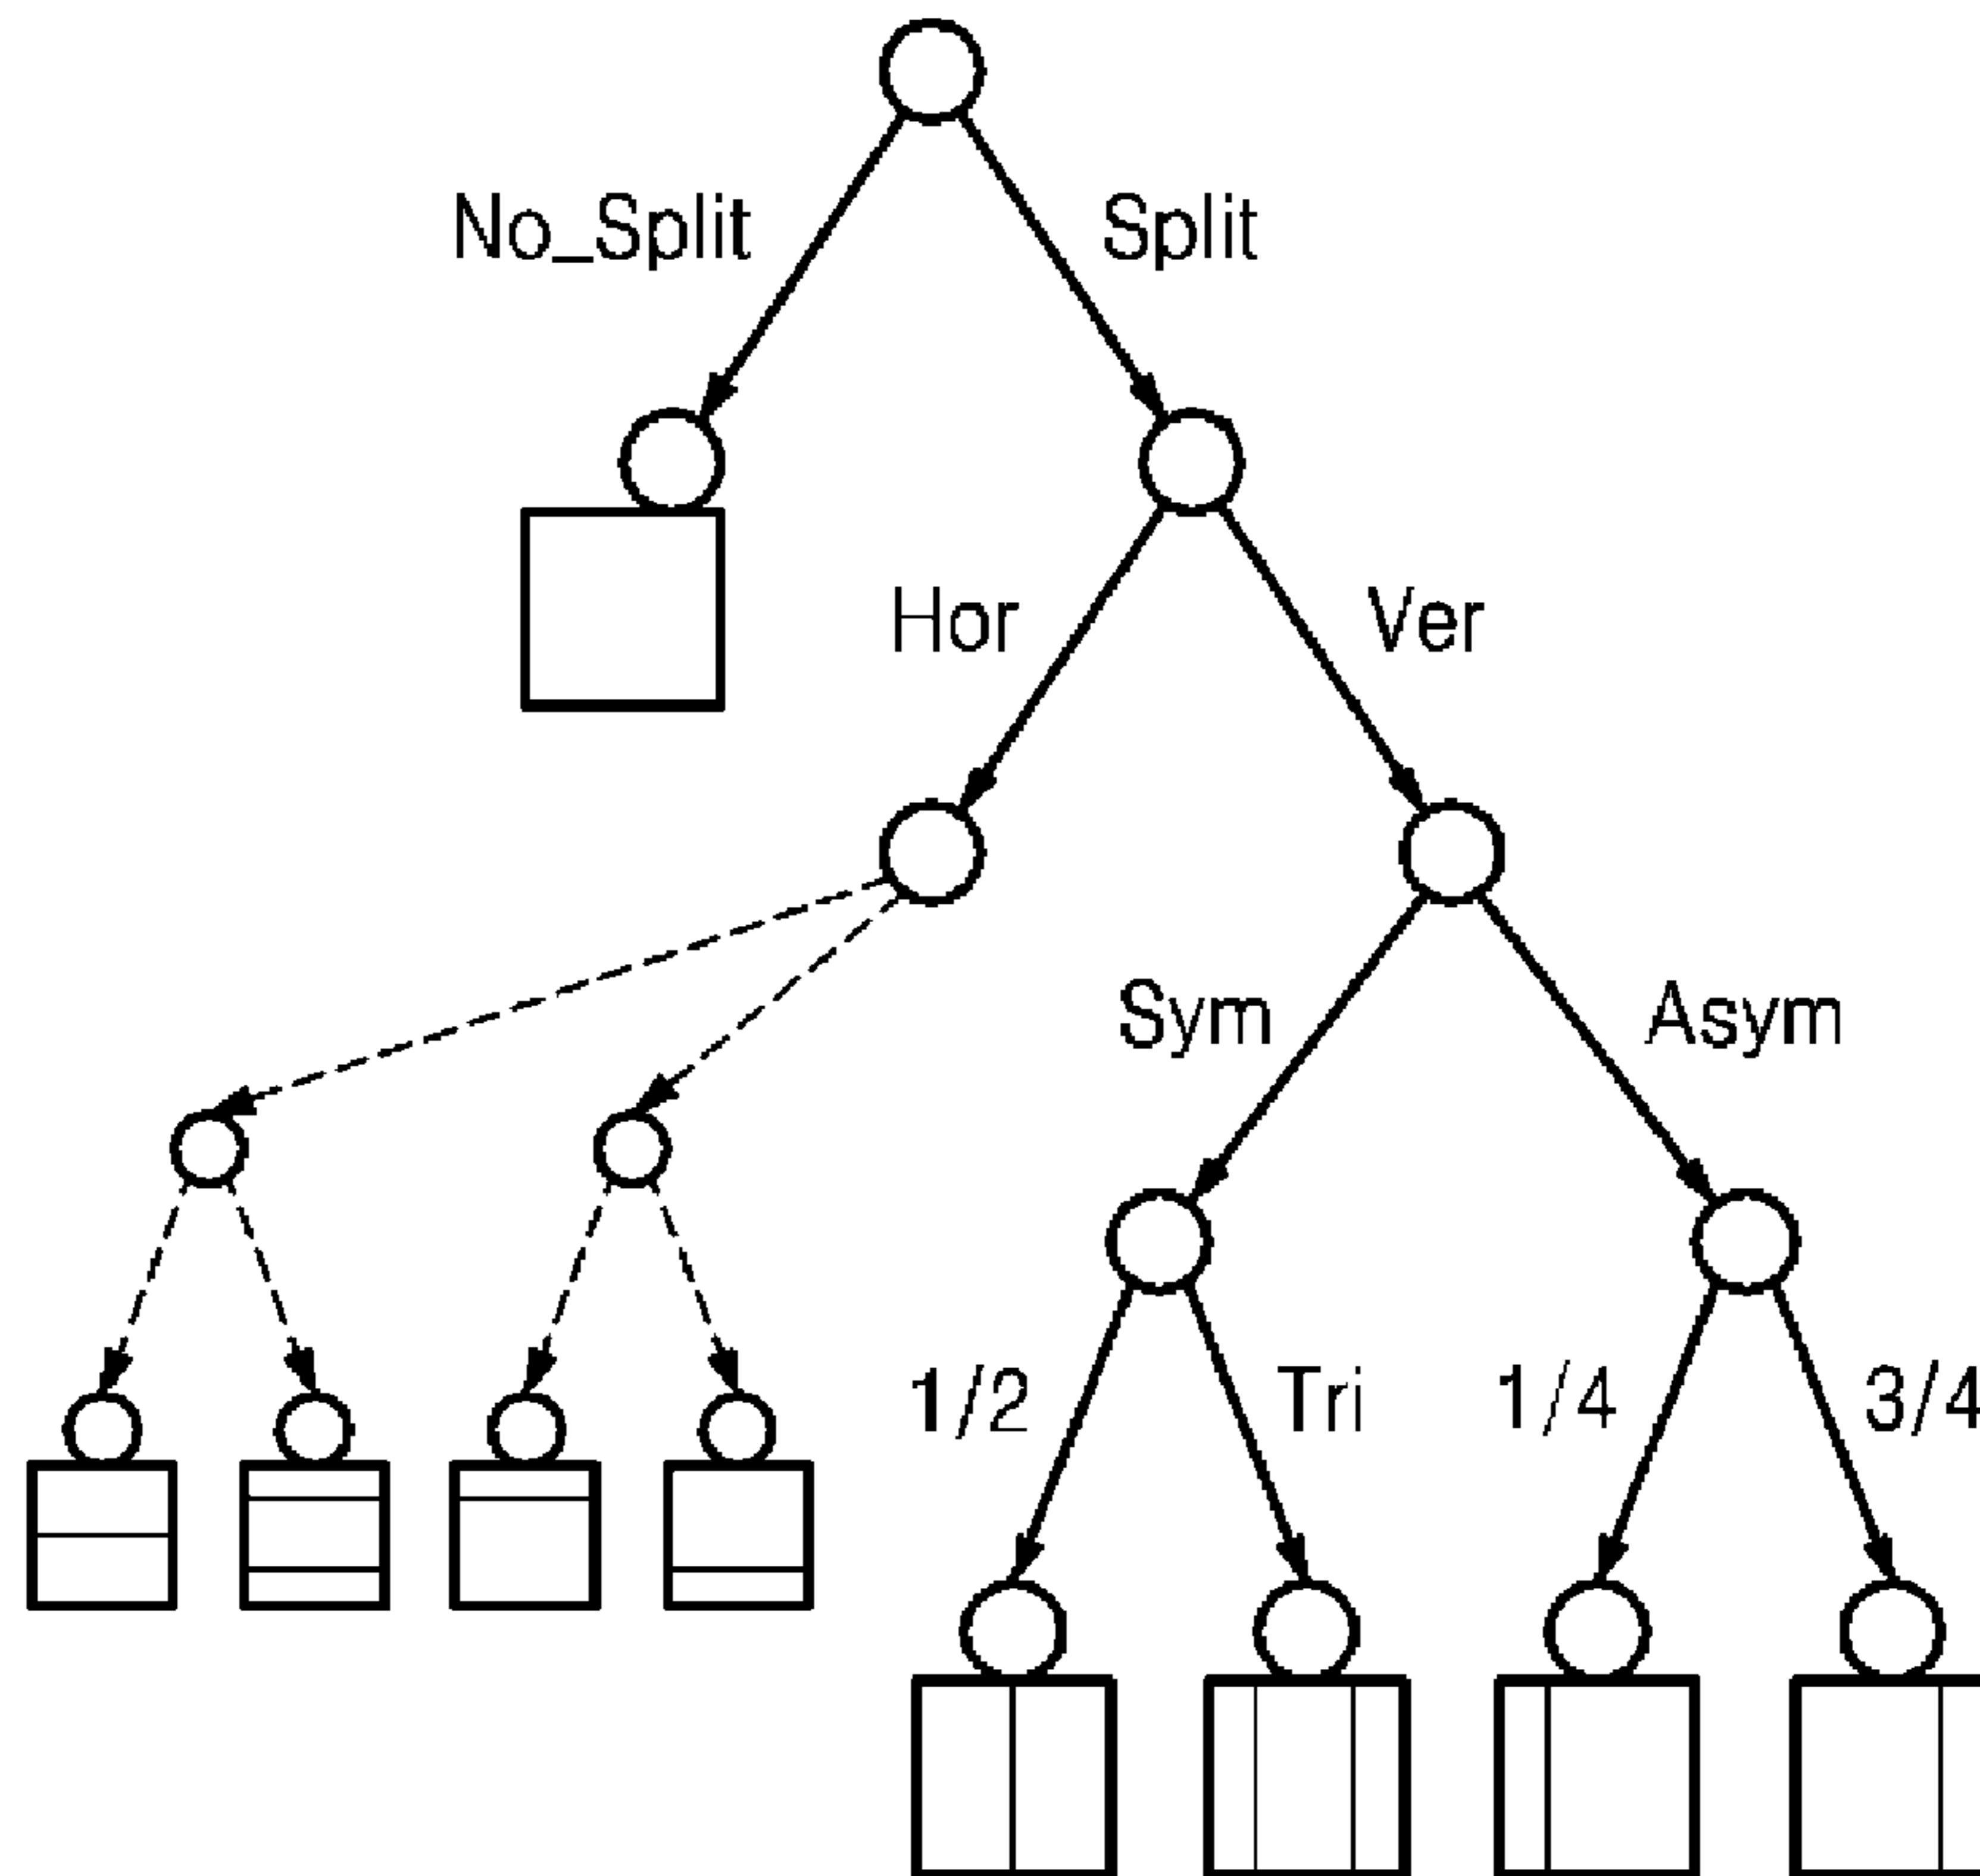 No_Split Split
Hor Ver
Sym Asym
1/2 Tri 1/4 3/4